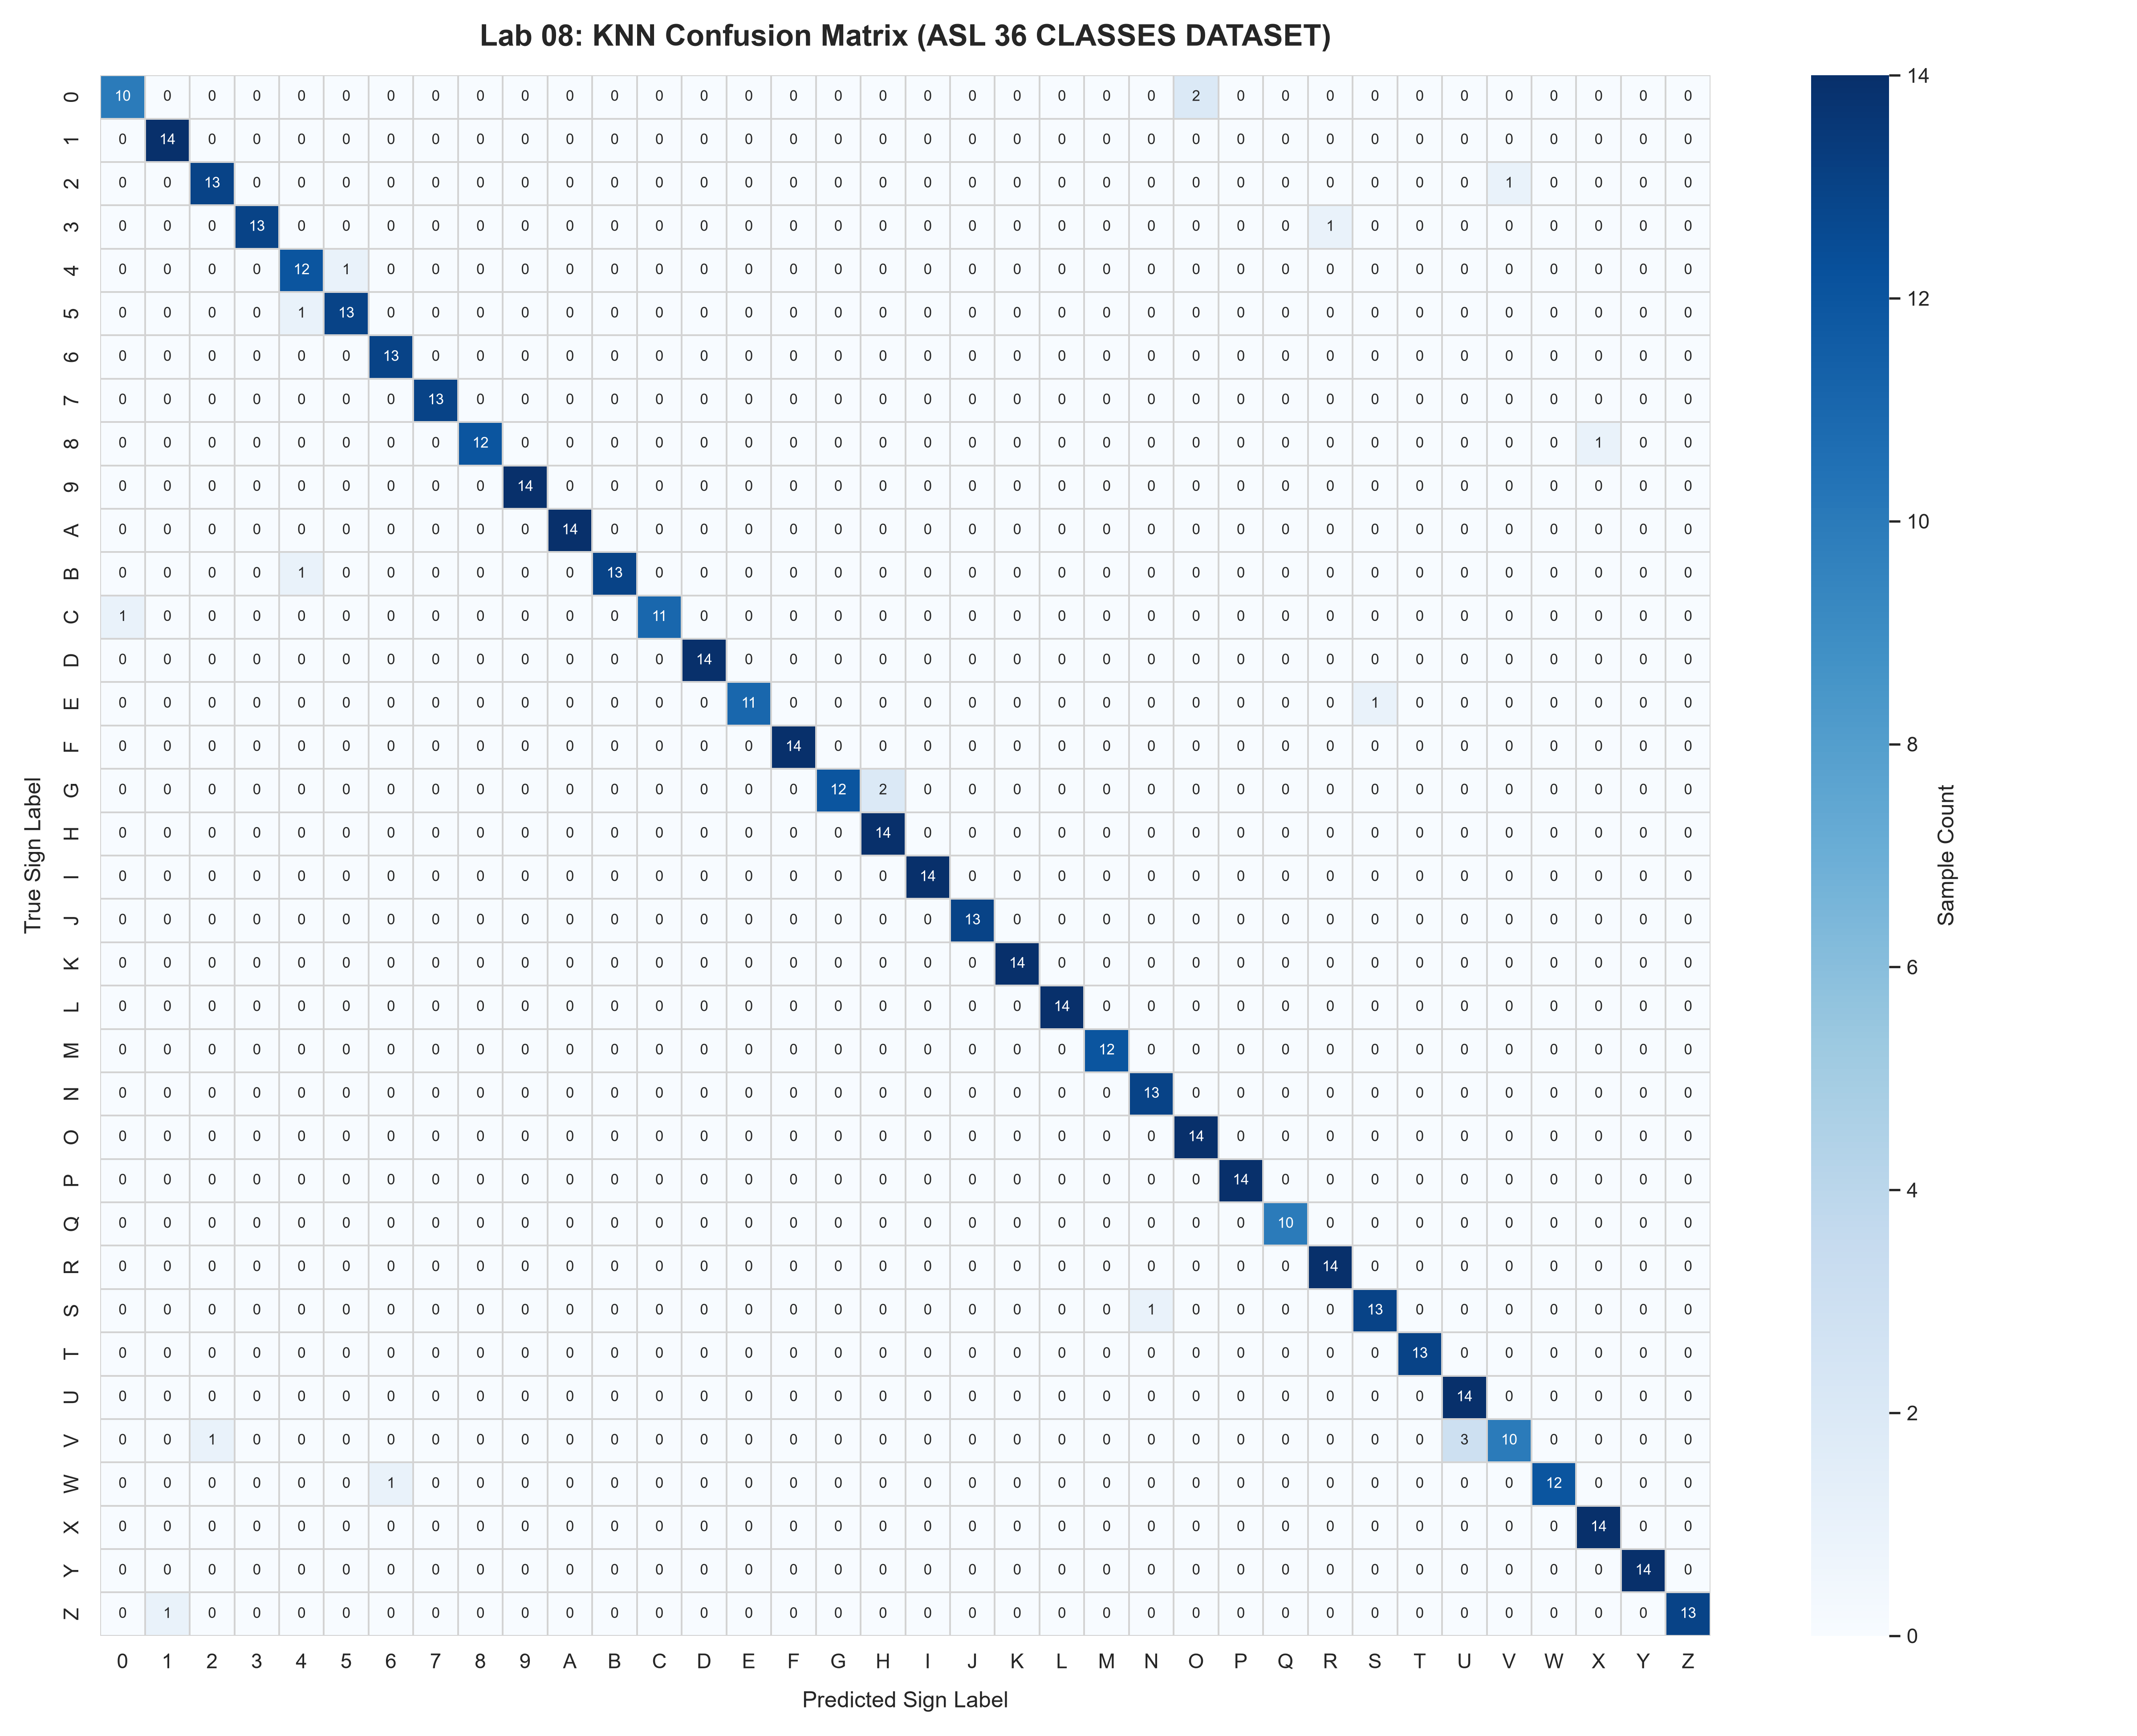 Lab 08: KNN Confusion Matrix (ASL 36 CLASSES DATASET)
0 10 0 0 0 0 0 0 0 0 0 0 0 0 0 0 0 0 0 0 0 0 0 0 0 2 0 0 0 0 0 0 0 0 0 0 0
1 0 14 0 0 0 0 0 0 0 0 0 0 0 0 0 0 0 0 0 0 0 0 0 0 0 0 0 0 0 0 0 0 0 0 0 0
2 0 0 13 0 0 0 0 0 0 0 0 0 0 0 0 0 0 0 0 0 0 0 0 0 0 0 0 0 0 0 0 1 0 0 0 0
3 0 0 0 13 0 0 0 0 0 0 0 0 0 0 0 0 0 0 0 0 0 0 0 0 0 0 0 1 0 0 0 0 0 0 0 0
4 0 0 0 0 12 1 0 0 0 0 0 0 0 0 0 0 0 0 0 0 0 0 0 0 0 0 0 0 0 0 0 0 0 0 0 0
5 0 0 0 0 1 13 0 0 0 0 0 0 0 0 0 0 0 0 0 0 0 0 0 0 0 0 0 0 0 0 0 0 0 0 0 0
6 0 0 0 0 0 0 13 0 0 0 0 0 0 0 0 0 0 0 0 0 0 0 0 0 0 0 0 0 0 0 0 0 0 0 0 0
7 0 0 0 0 0 0 0 13 0 0 0 0 0 0 0 0 0 0 0 0 0 0 0 0 0 0 0 0 0 0 0 0 0 0 0 0
8 0 0 0 0 0 0 0 0 12 0 0 0 0 0 0 0 0 0 0 0 0 0 0 0 0 0 0 0 0 0 0 0 0 1 0 0
9 0 0 0 0 0 0 0 0 0 14 0 0 0 0 0 0 0 0 0 0 0 0 0 0 0 0 0 0 0 0 0 0 0 0 0 0
A 0 0 0 0 0 0 0 0 0 0 14 0 0 0 0 0 0 0 0 0 0 0 0 0 0 0 0 0 0 0 0 0 0 0 0 0
B 0 0 0 0 1 0 0 0 0 0 0 13 0 0 0 0 0 0 0 0 0 0 0 0 0 0 0 0 0 0 0 0 0 0 0 0
C 1 0 0 0 0 0 0 0 0 0 0 0 11 0 0 0 0 0 0 0 0 0 0 0 0 0 0 0 0 0 0 0 0 0 0 0
D 0 0 0 0 0 0 0 0 0 0 0 0 0 14 0 0 0 0 0 0 0 0 0 0 0 0 0 0 0 0 0 0 0 0 0 0
E 0 0 0 0 0 0 0 0 0 0 0 0 0 0 11 0 0 0 0 0 0 0 0 0 0 0 0 0 1 0 0 0 0 0 0 0
F 0 0 0 0 0 0 0 0 0 0 0 0 0 0 0 14 0 0 0 0 0 0 0 0 0 0 0 0 0 0 0 0 0 0 0 0
G 0 0 0 0 0 0 0 0 0 0 0 0 0 0 0 0 12 2 0 0 0 0 0 0 0 0 0 0 0 0 0 0 0 0 0 0
H 0 0 0 0 0 0 0 0 0 0 0 0 0 0 0 0 0 14 0 0 0 0 0 0 0 0 0 0 0 0 0 0 0 0 0 0
I 0 0 0 0 0 0 0 0 0 0 0 0 0 0 0 0 0 0 14 0 0 0 0 0 0 0 0 0 0 0 0 0 0 0 0 0
J 0 0 0 0 0 0 0 0 0 0 0 0 0 0 0 0 0 0 0 13 0 0 0 0 0 0 0 0 0 0 0 0 0 0 0 0
K 0 0 0 0 0 0 0 0 0 0 0 0 0 0 0 0 0 0 0 0 14 0 0 0 0 0 0 0 0 0 0 0 0 0 0 0
L 0 0 0 0 0 0 0 0 0 0 0 0 0 0 0 0 0 0 0 0 0 14 0 0 0 0 0 0 0 0 0 0 0 0 0 0
M 0 0 0 0 0 0 0 0 0 0 0 0 0 0 0 0 0 0 0 0 0 0 12 0 0 0 0 0 0 0 0 0 0 0 0 0
N 0 0 0 0 0 0 0 0 0 0 0 0 0 0 0 0 0 0 0 0 0 0 0 13 0 0 0 0 0 0 0 0 0 0 0 0
O 0 0 0 0 0 0 0 0 0 0 0 0 0 0 0 0 0 0 0 0 0 0 0 0 14 0 0 0 0 0 0 0 0 0 0 0
P 0 0 0 0 0 0 0 0 0 0 0 0 0 0 0 0 0 0 0 0 0 0 0 0 0 14 0 0 0 0 0 0 0 0 0 0
Q 0 0 0 0 0 0 0 0 0 0 0 0 0 0 0 0 0 0 0 0 0 0 0 0 0 0 10 0 0 0 0 0 0 0 0 0
R 0 0 0 0 0 0 0 0 0 0 0 0 0 0 0 0 0 0 0 0 0 0 0 0 0 0 0 14 0 0 0 0 0 0 0 0
S 0 0 0 0 0 0 0 0 0 0 0 0 0 0 0 0 0 0 0 0 0 0 0 1 0 0 0 0 13 0 0 0 0 0 0 0
T 0 0 0 0 0 0 0 0 0 0 0 0 0 0 0 0 0 0 0 0 0 0 0 0 0 0 0 0 0 13 0 0 0 0 0 0
U 0 0 0 0 0 0 0 0 0 0 0 0 0 0 0 0 0 0 0 0 0 0 0 0 0 0 0 0 0 0 14 0 0 0 0 0
V 0 0 1 0 0 0 0 0 0 0 0 0 0 0 0 0 0 0 0 0 0 0 0 0 0 0 0 0 0 0 3 10 0 0 0 0
W 0 0 0 0 0 0 1 0 0 0 0 0 0 0 0 0 0 0 0 0 0 0 0 0 0 0 0 0 0 0 0 0 12 0 0 0
X 0 0 0 0 0 0 0 0 0 0 0 0 0 0 0 0 0 0 0 0 0 0 0 0 0 0 0 0 0 0 0 0 0 14 0 0
Y 0 0 0 0 0 0 0 0 0 0 0 0 0 0 0 0 0 0 0 0 0 0 0 0 0 0 0 0 0 0 0 0 0 0 14 0
Z 0 1 0 0 0 0 0 0 0 0 0 0 0 0 0 0 0 0 0 0 0 0 0 0 0 0 0 0 0 0 0 0 0 0 0 13
0 1 2 3 4 5 6 7 8 9 A B C D E F G H I J K L M N O P Q R S T U V W X Y Z
Predicted Sign Label
True Sign Label
14
12
10
8
6
4
2
0
Sample Count